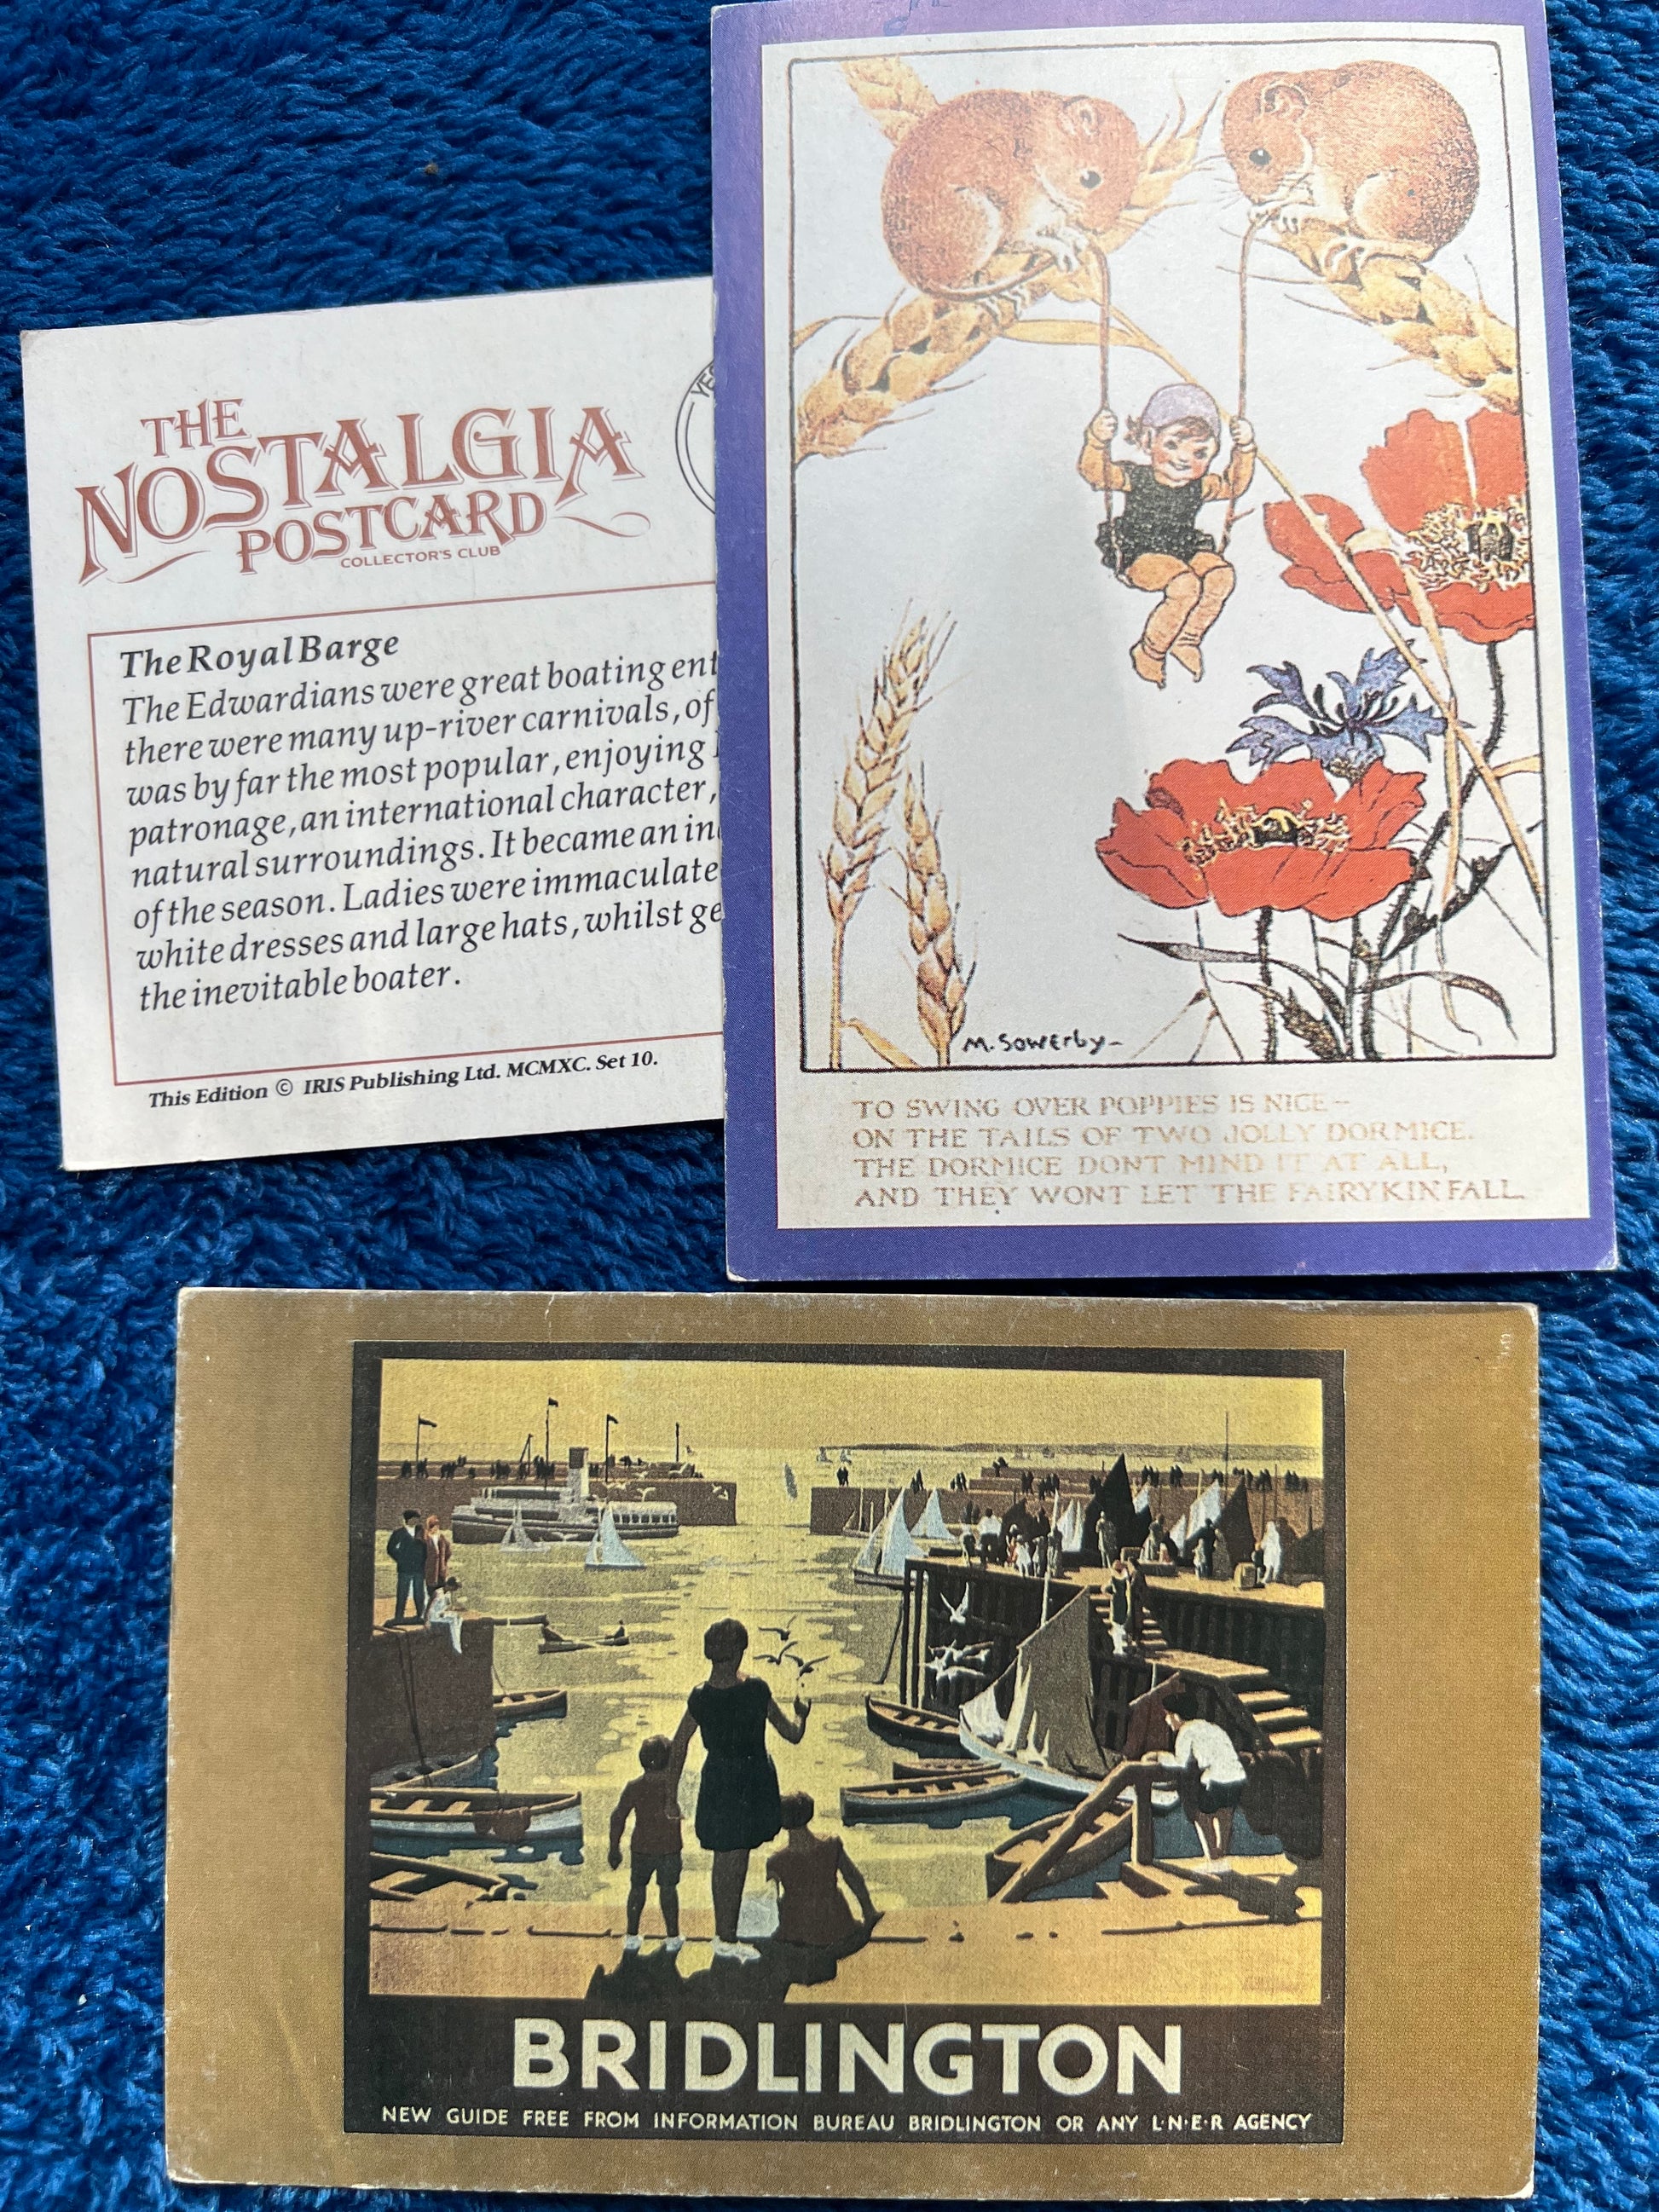 THE
NOSTALGIA
POSTCARD
COLLECTOR'S CLUB
The Royal Barge
The Edwardians were great boating ent
there were many up-river carnivals, of
was by far the most popular, enjoying
patronage, an international character,
natural surroundings. It became an in
of the season. Ladies were immaculate
white dresses and large hats, whilst ge
the inevitable boater.
This Edition © IRIS Publishing Ltd. MCMXC. Set 10.
M. Sowerby-
TO SWING OVER POPPIES IS NICE--
ON THE TAILS OF TWO JOLLY DORMICE.
THE DORMICE DONT MIND IT AT ALL,
AND THEY WONT LET THE FAIRYKIN FALL.
BRIDLINGTON
NEW GUIDE FREE FROM INFORMATION BUREAU BRIDLINGTON OR ANY L·N·E·R AGENCY